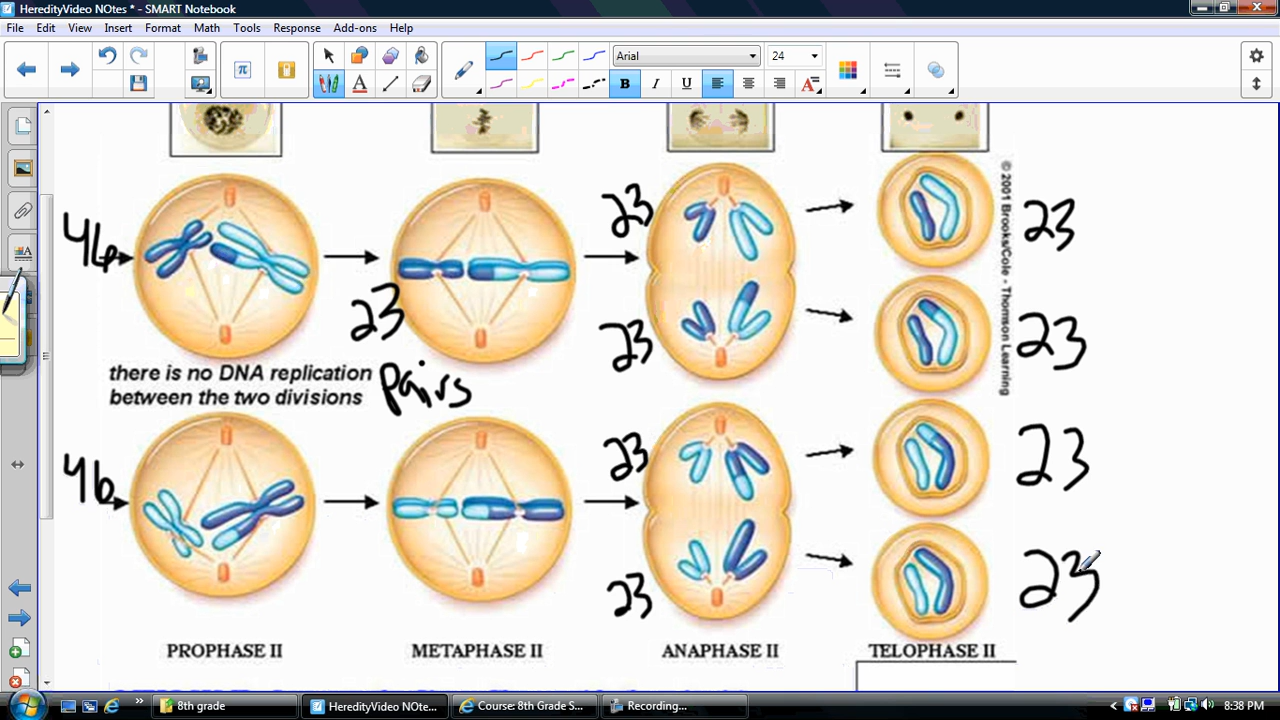 HeredityVideo NOtes * - SMART Notebook
File Edit View Insert Format Math Tools Response Add-ons Help
Arial 24
B I U A
46
23
23
23
23
pairs
23
© 2001 Brooks/Cole - Thomson Learning
there is no DNA replication
between the two divisions
46
23
23
23
23
PROPHASE II METAPHASE II ANAPHASE II TELOPHASE II
8th grade HeredityVideo NOte... Course: 8th Grade S... Recording... 8:38 PM